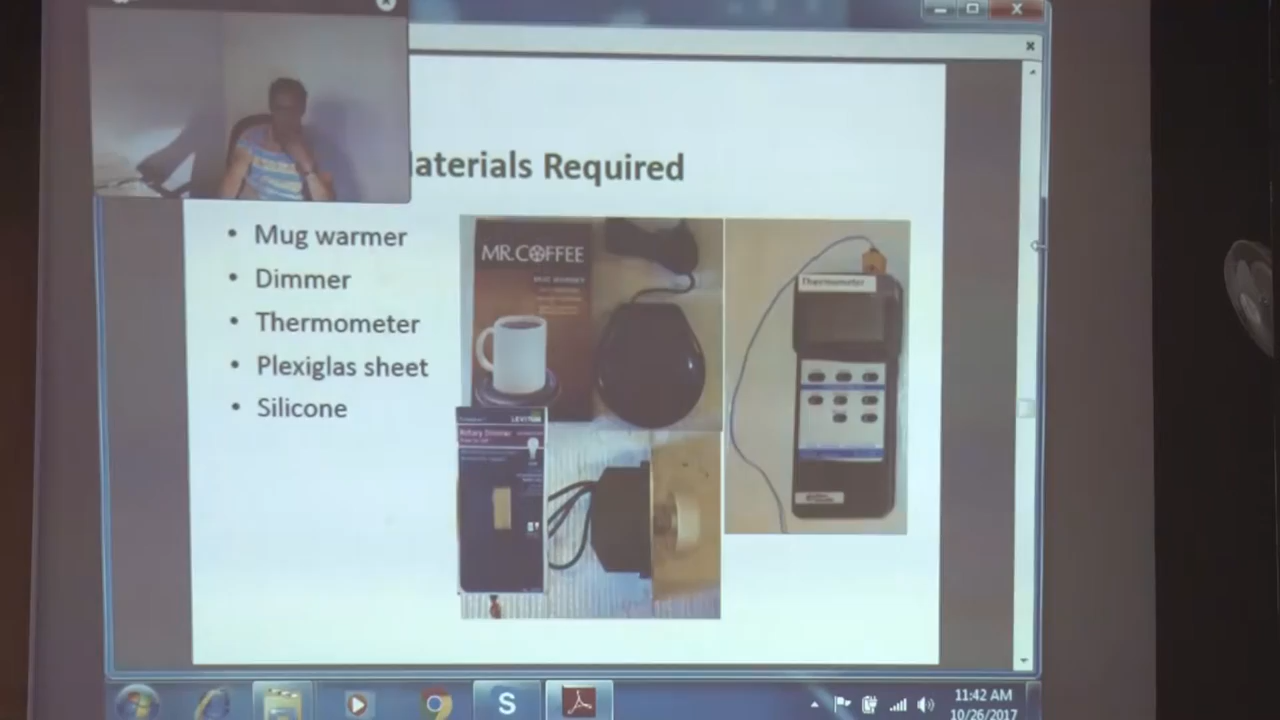 laterials Required
• Mug warmer
• Dimmer
• Thermometer
• Plexiglas sheet
• Silicone
MR.COFFEE
Thermometer
LEVITON
Rotary Dimmer
S
11:42 AM
10/26/2017